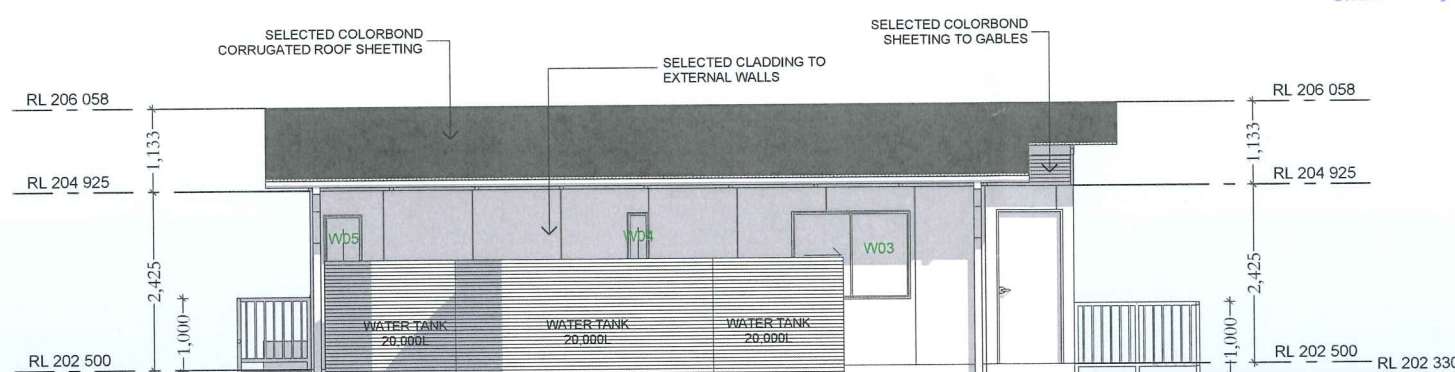 SELECTED COLORBOND
CORRUGATED ROOF SHEETING
SELECTED COLORBOND
SHEETING TO GABLES
SELECTED CLADDING TO
EXTERNAL WALLS
RL 206 058
RL 206 058
1,133
1,133
RL 204 925
RL 204 925
W05
W04
W03
2,425
2,425
1,000
1,000
WATER TANK
20,000L
WATER TANK
20,000L
WATER TANK
20,000L
RL 202 500
RL 202 500
RL 202 330